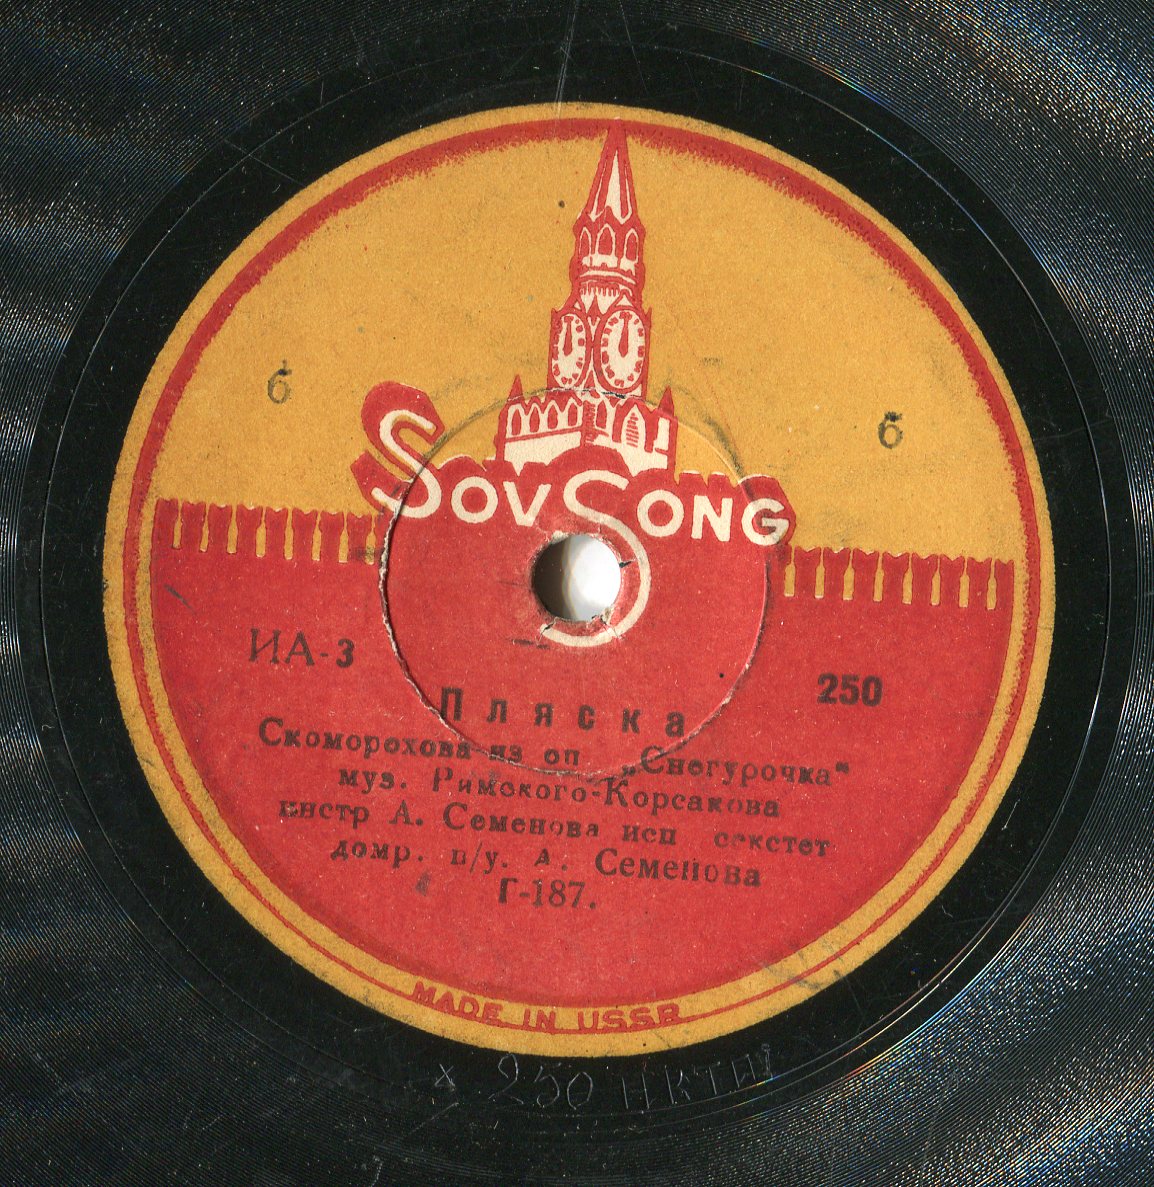 6
6
SOVSONG
ИА-3
250
Пляска
Скоморохова из оп „Снегурочка"
муз. Римского-Корсакова
инстр А. Семенова исп секстет
домр. п/у. А. Семенова
Г-187.
MADE IN USSR
x 250 НКТП